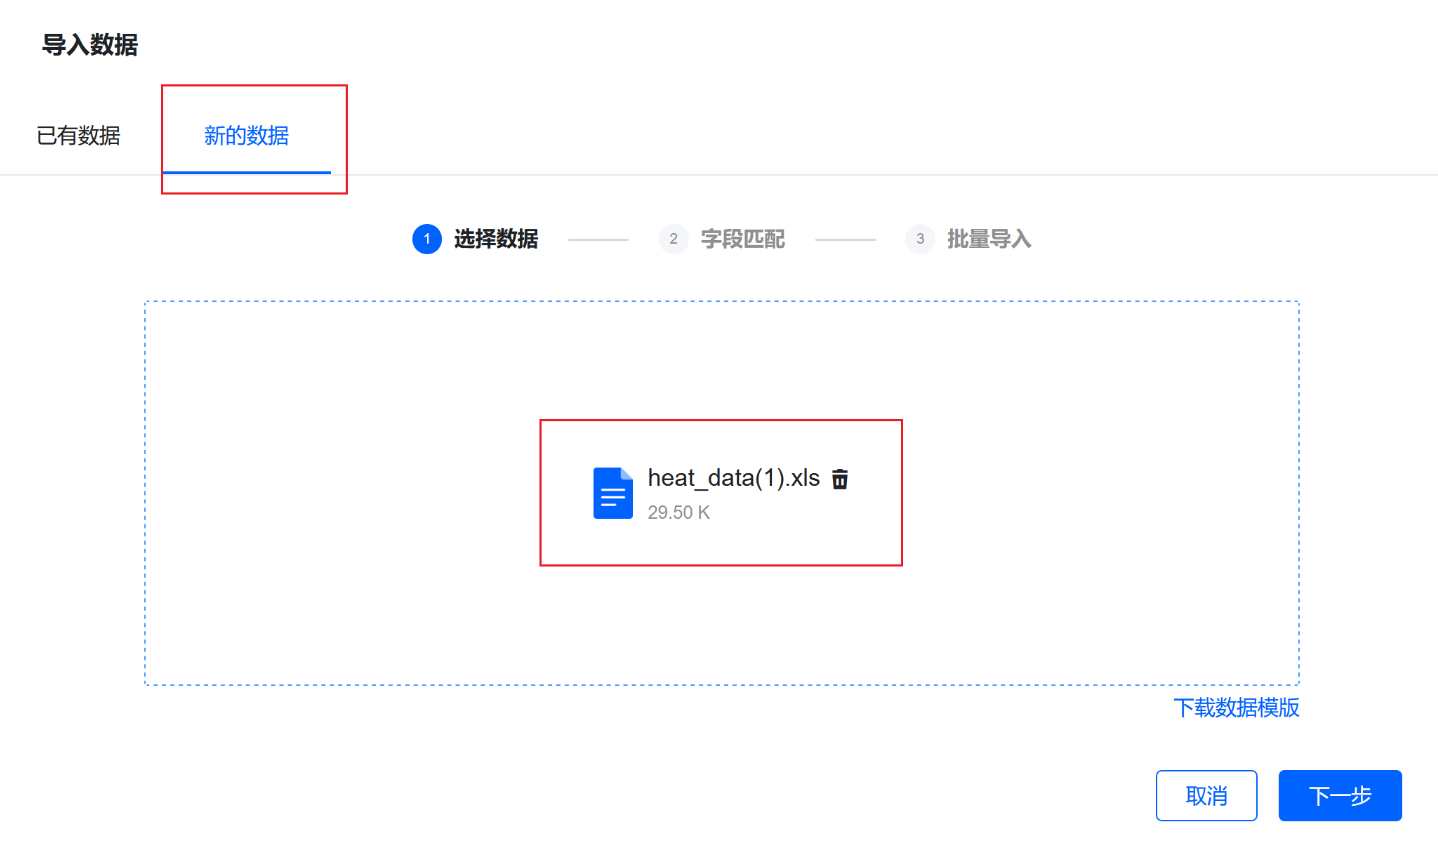 导入数据
已有数据
新的数据
1 选择数据
2 字段匹配
3 批量导入
heat_data(1).xls
29.50 K
下载数据模版
取消
下一步